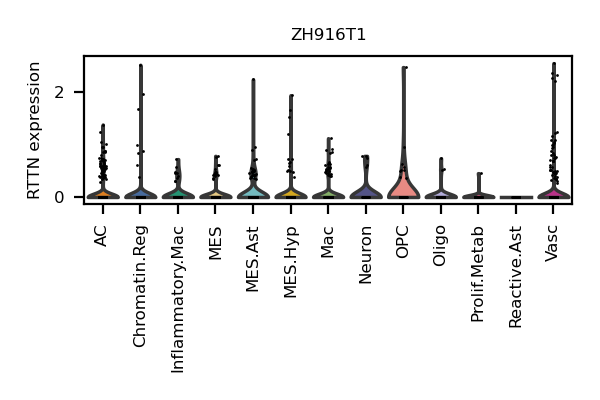 ZH916T1
RTTN expression
2
0
AC
Chromatin.Reg
Inflammatory.Mac
MES
MES.Ast
MES.Hyp
Mac
Neuron
OPC
Oligo
Prolif.Metab
Reactive.Ast
Vasc